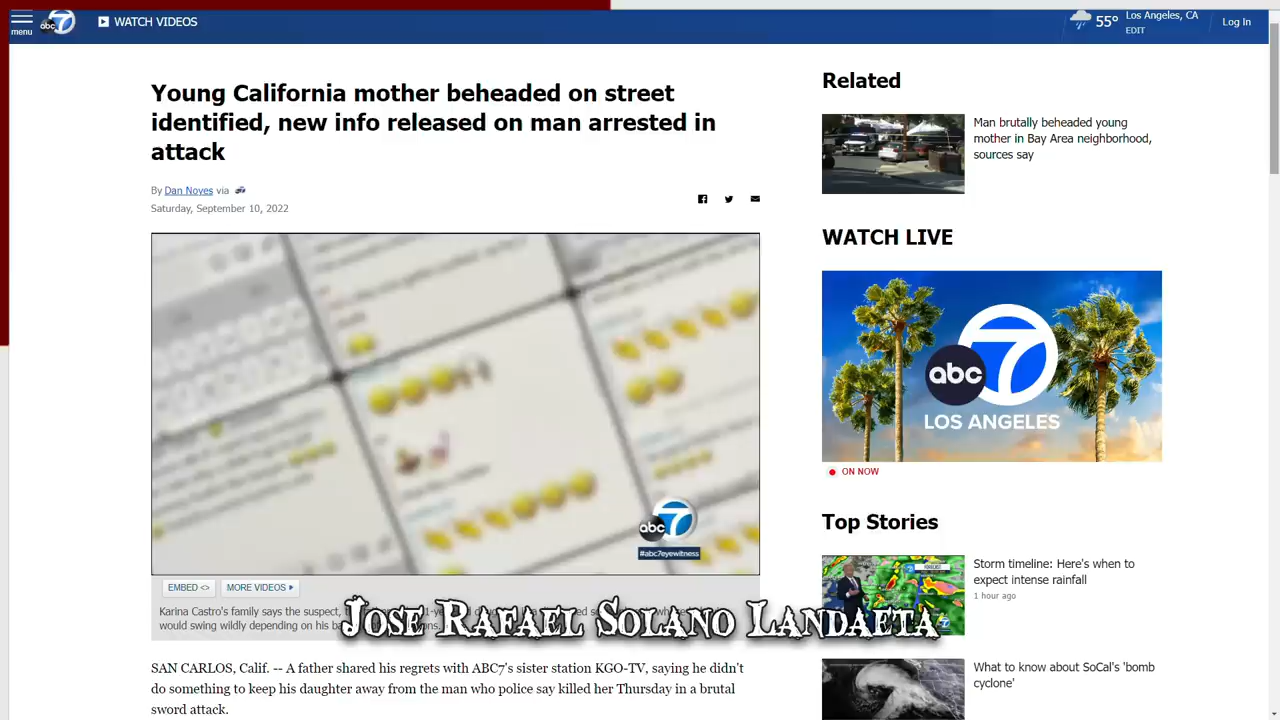 menu
abc 7
WATCH VIDEOS
55°
Los Angeles, CA
EDIT
Log In
Young California mother beheaded on street
identified, new info released on man arrested in
attack
By Dan Noyes via
Saturday, September 10, 2022
abc 7
#abc7eyewitness
EMBED <>
MORE VIDEOS
Karina Castro's family says the suspect,
would swing wildly depending on his
JOSE RAFAEL SOLANO LANDAETA
SAN CARLOS, Calif. -- A father shared his regrets with ABC7's sister station KGO-TV, saying he didn't
do something to keep his daughter away from the man who police say killed her Thursday in a brutal
sword attack.
Related
Man brutally beheaded young
mother in Bay Area neighborhood,
sources say
WATCH LIVE
abc 7
LOS ANGELES
ON NOW
Top Stories
Storm timeline: Here's when to
expect intense rainfall
1 hour ago
What to know about SoCal's 'bomb
cyclone'